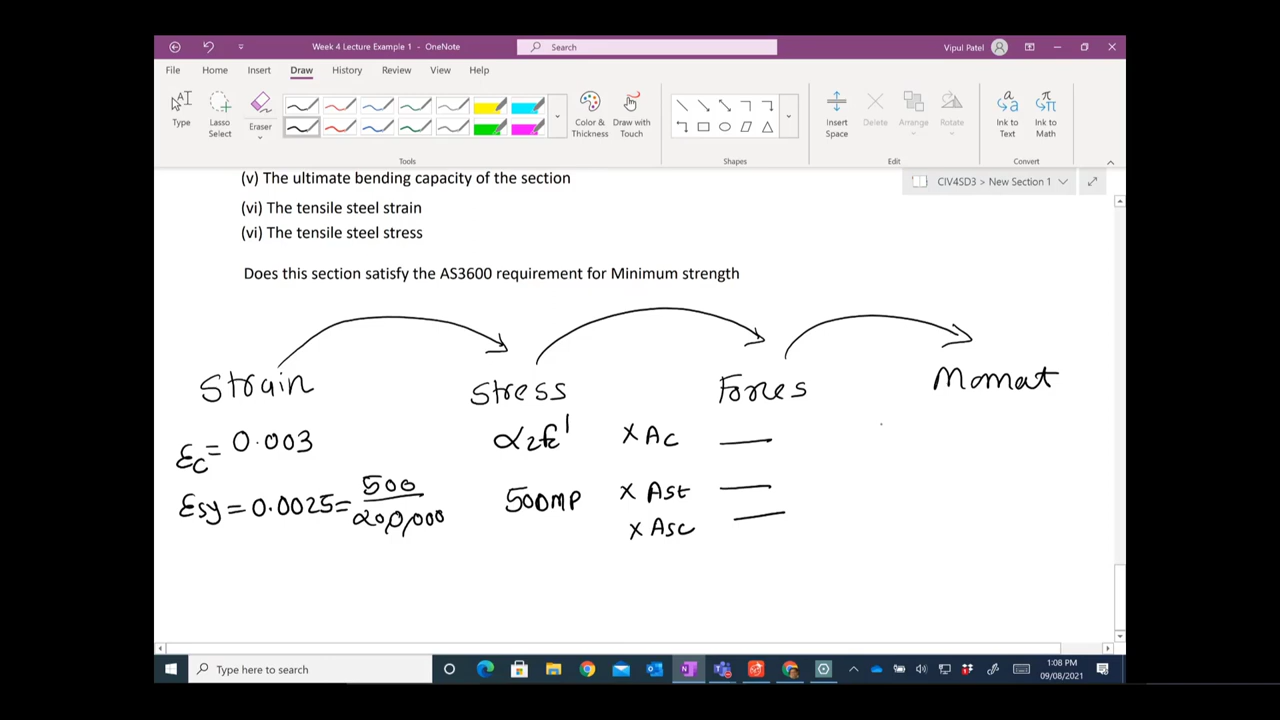 Week 4 Lecture Example 1 - OneNote
Search
Vipul Patel
File Home Insert Draw History Review View Help
Type
Lasso Select
Eraser
Color & Thickness
Draw with Touch
Insert Space
Delete
Arrange
Rotate
Ink to Text
Ink to Math
Tools
Shapes
Edit
Convert
CIV4SD3 > New Section 1
(v) The ultimate bending capacity of the section
(vi) The tensile steel strain
(vi) The tensile steel stress
Does this section satisfy the AS3600 requirement for Minimum strength
Strain Stress Forces Momat
εc = 0.003 α2fc' × Ac
εsy = 0.0025 = 500/200,000 500MP × Ast
× Asc
Type here to search
1:08 PM
09/08/2021